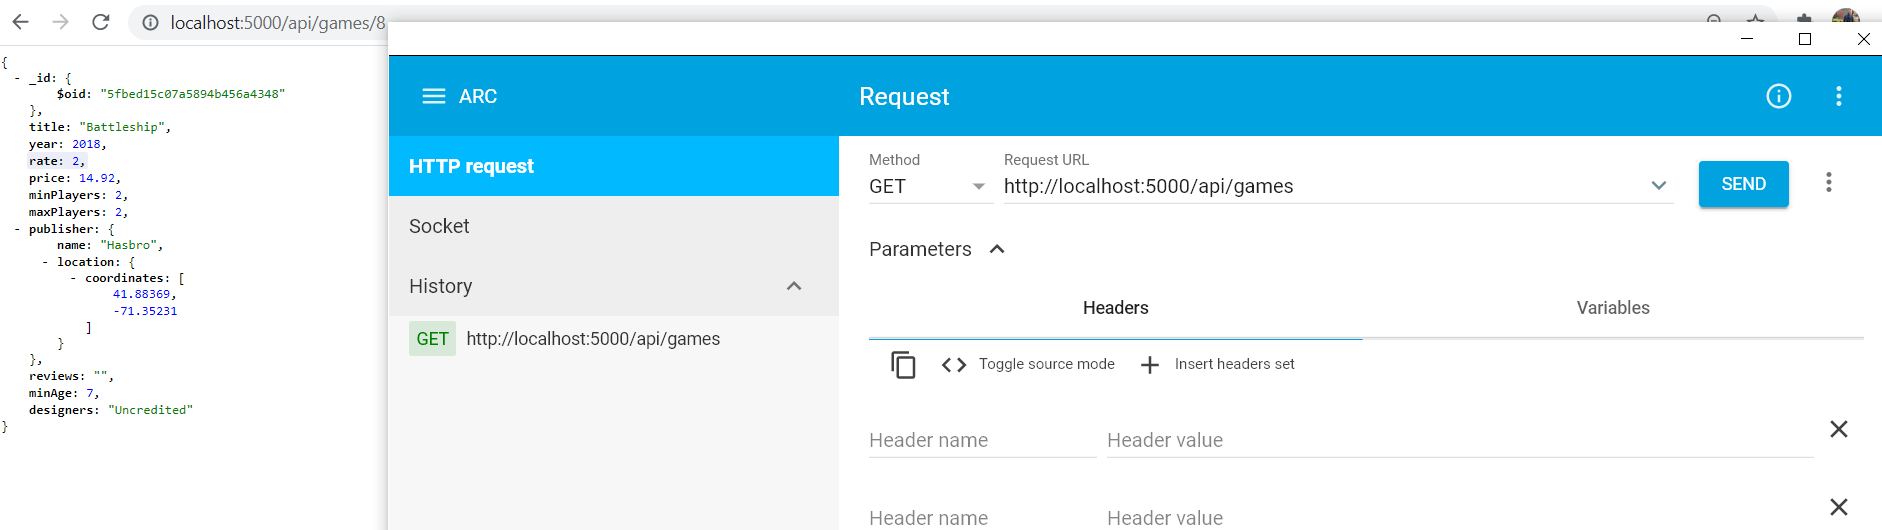 localhost:5000/api/games/8
{
- _id: {
$oid: "5fbed15c07a5894b456a4348"
},
title: "Battleship",
year: 2018,
rate: 2,
price: 14.92,
minPlayers: 2,
maxPlayers: 2,
- publisher: {
name: "Hasbro",
- location: {
- coordinates: [
41.88369,
-71.35231
]
}
},
reviews: "",
minAge: 7,
designers: "Uncredited"
}
ARC
HTTP request
Socket
History
GET http://localhost:5000/api/games
Request
Method
GET
Request URL
http://localhost:5000/api/games
SEND
Parameters
Headers
Variables
Toggle source mode
Insert headers set
Header name
Header value
Header name
Header value